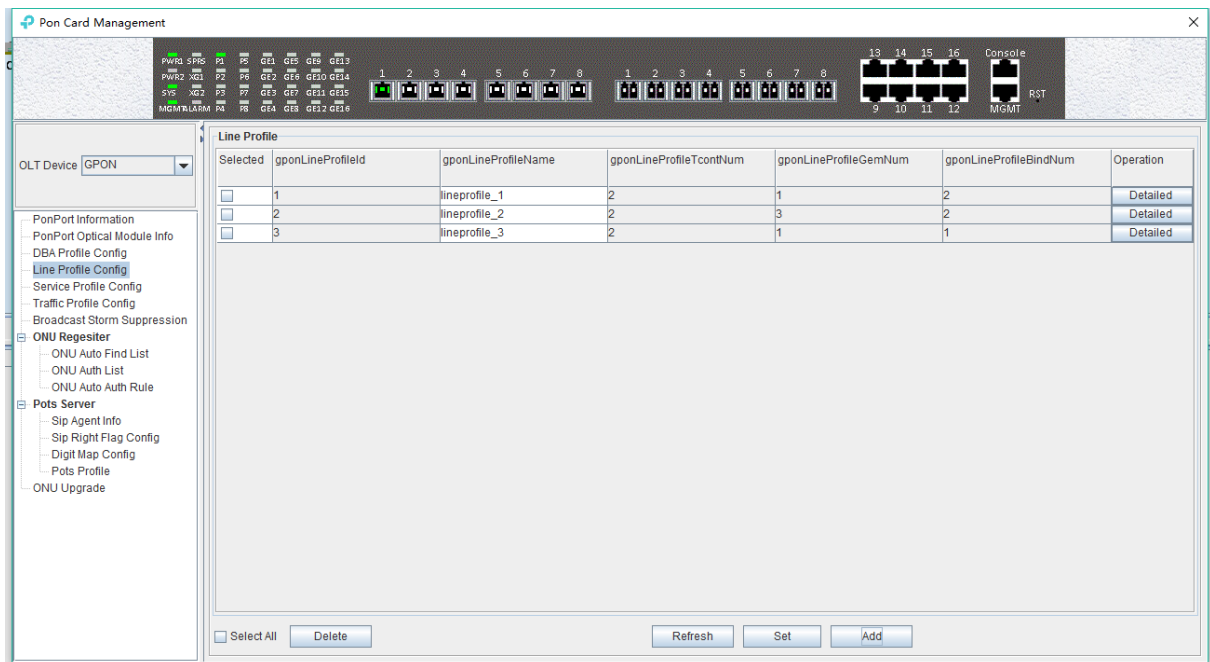 Pon Card Management
13 14 15 16 Console
PWR1 SPR5 P1 P5 GE1 GE5 GE9 GE13
PWR2 XG1 P2 P6 GE2 GE6 GE10 GE14
1 2 3 4 5 6 7 8 1 2 3 4 5 6 7 8
SYS XG2 P3 P7 GE3 GE7 GE11 GE15
RST
MGMT ALARM P4 P8 GE4 GE8 GE12 GE16
9 10 11 12 MGMT
OLT Device GPON
PonPort Information
PonPort Optical Module Info
DBA Profile Config
Line Profile Config
Service Profile Config
Traffic Profile Config
Broadcast Storm Suppression
ONU Regesiter
ONU Auto Find List
ONU Auth List
ONU Auto Auth Rule
Pots Server
Sip Agent Info
Sip Right Flag Config
Digit Map Config
Pots Profile
ONU Upgrade
Line Profile
Selected gponLineProfileId gponLineProfileName gponLineProfileTcontNum gponLineProfileGemNum gponLineProfileBindNum Operation
1 lineprofile_1 2 1 2 Detailed
2 lineprofile_2 2 3 2 Detailed
3 lineprofile_3 2 1 1 Detailed
Select All Delete Refresh Set Add